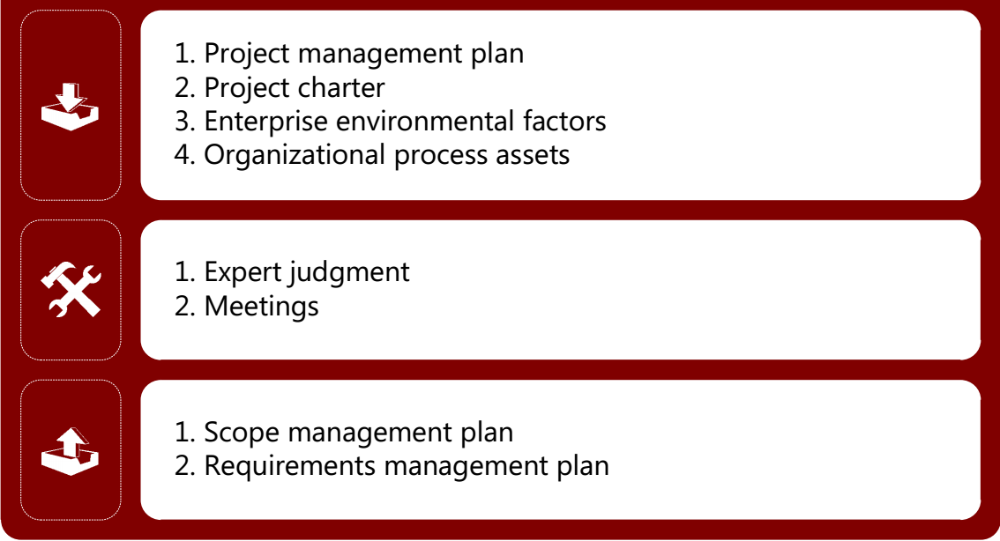 1. Project management plan
2. Project charter
3. Enterprise environmental factors
4. Organizational process assets
1. Expert judgment
2. Meetings
1. Scope management plan
2. Requirements management plan